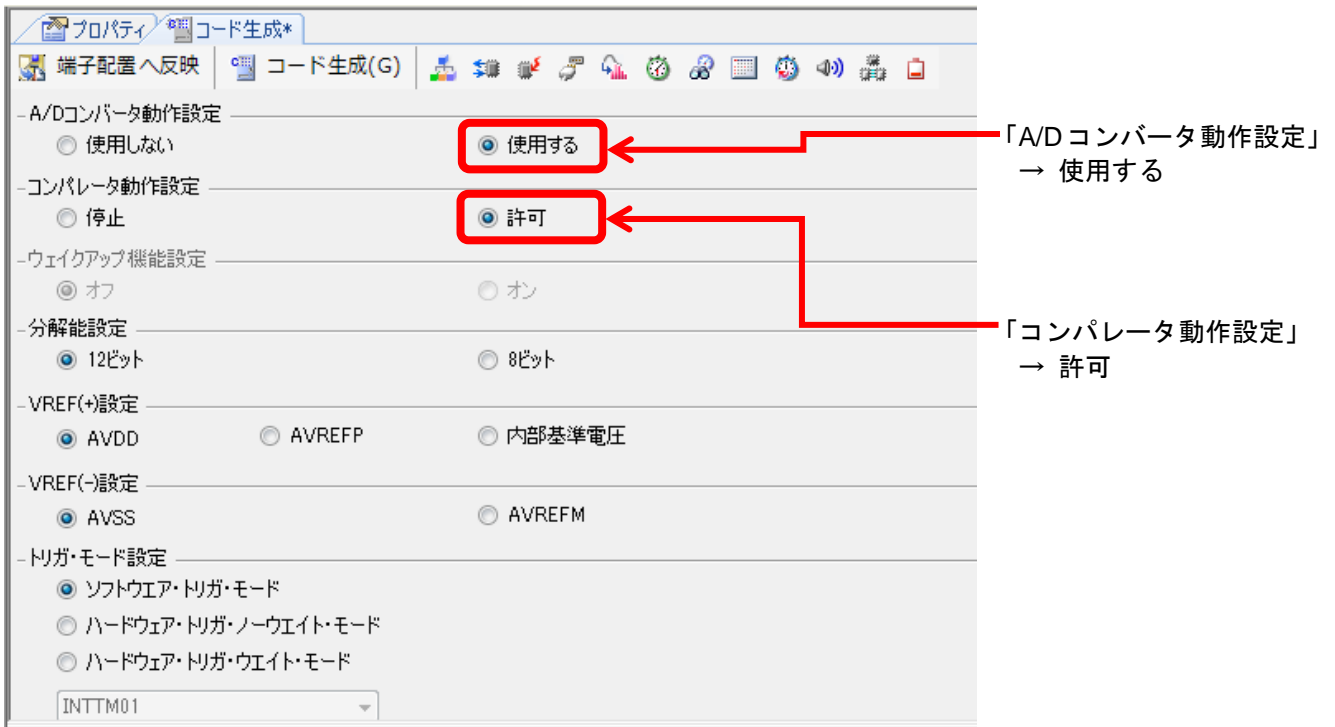 プロパティ コード生成*
端子配置へ反映 コード生成(G)
A/Dコンバータ動作設定
使用しない 使用する
コンパレータ動作設定
停止 許可
ウェイクアップ機能設定
オフ オン
分解能設定
12ビット 8ビット
VREF(+)設定
AVDD AVREFP 内部基準電圧
VREF(-)設定
AVSS AVREFM
トリガ・モード設定
ソフトウエア・トリガ・モード
ハードウェア・トリガ・ノーウエイト・モード
ハードウェア・トリガ・ウエイト・モード
INTTM01
「A/Dコンバータ動作設定」
→ 使用する
「コンパレータ動作設定」
→ 許可